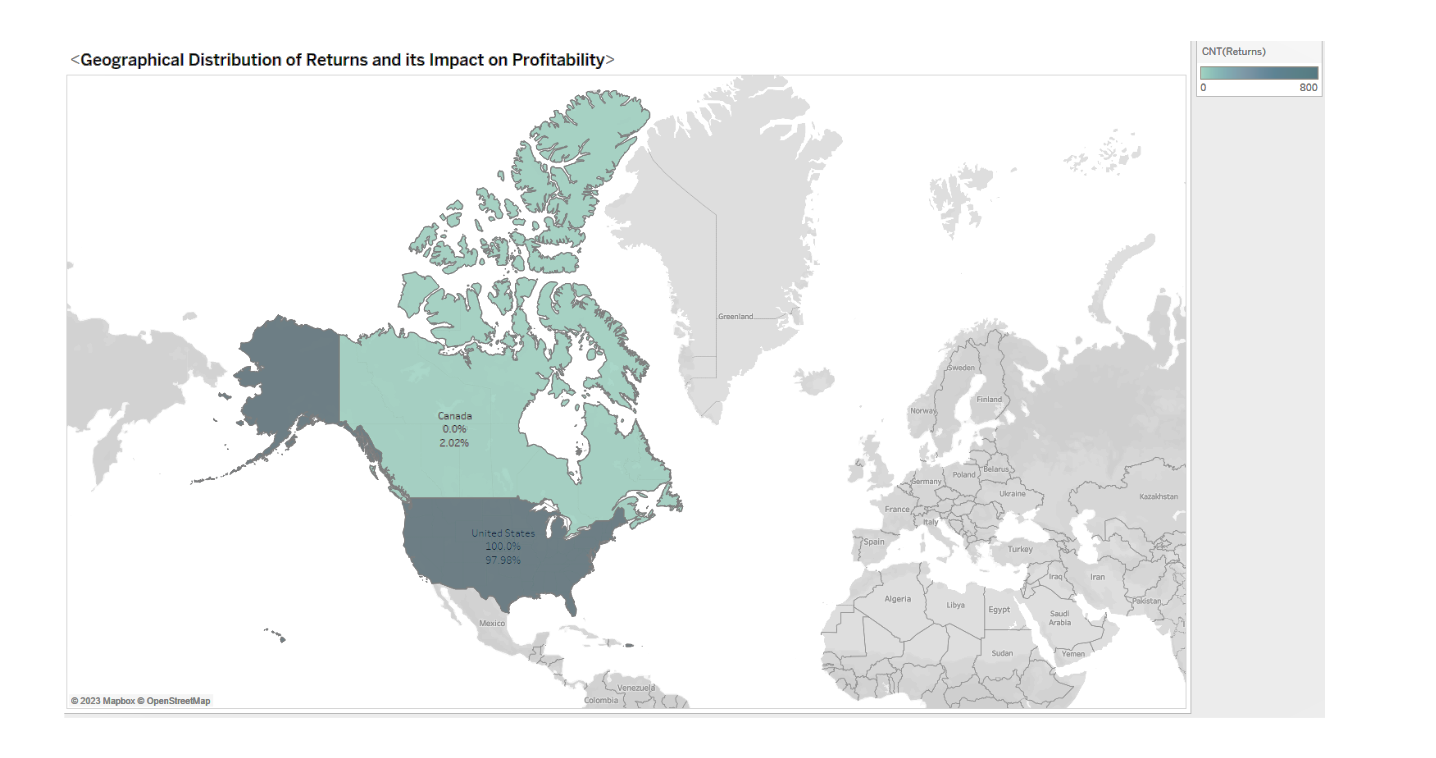 <Geographical Distribution of Returns and its Impact on Profitability>
CNT(Returns)
0 800
Greenland
Sweden
Finland
Norway
Canada
0.0%
2.02%
Belarus
Poland
Germany
Ukraine
Kazakhstan
France
Italy
United States
100.0%
97.98%
Spain
Turkey
Iraq
Iran
Algeria
Libya
Egypt
Pakistan
Saudi
Arabia
Mexico
Sudan
Yemen
Venezuela
Colombia
© 2023 Mapbox © OpenStreetMap